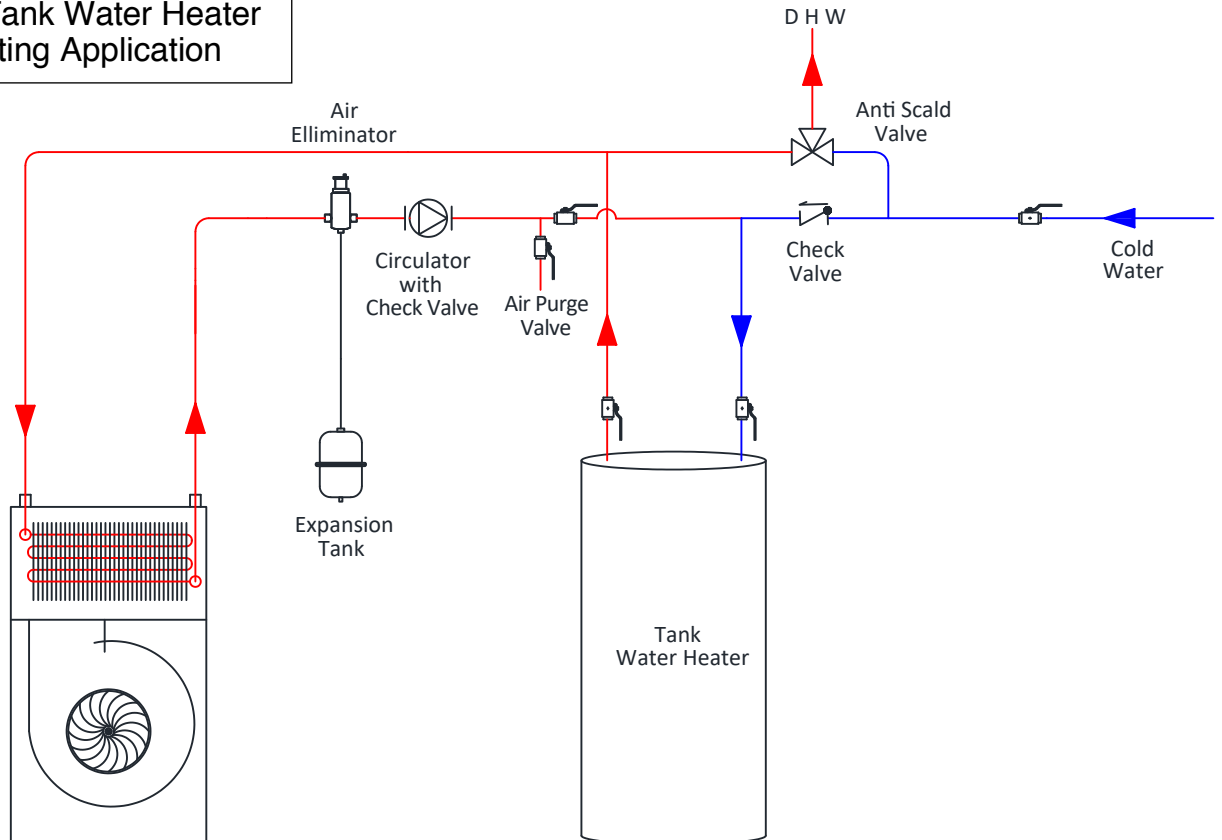 Tank Water Heater
ting Application
D H W
Air
Elliminator
Anti Scald
Valve
Circulator
with
Check Valve
Air Purge
Valve
Check
Valve
Cold
Water
Expansion
Tank
Tank
Water Heater